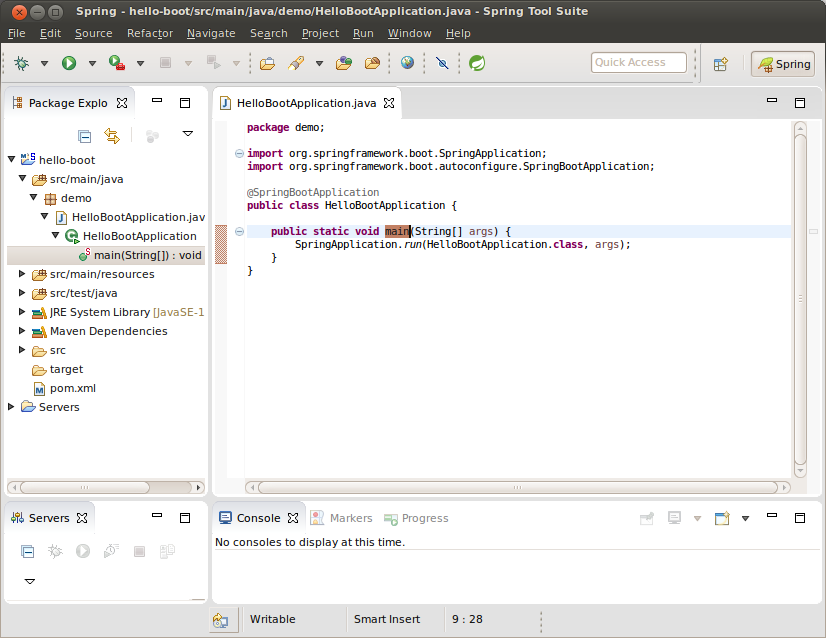 Spring - hello-boot/src/main/java/demo/HelloBootApplication.java - Spring Tool Suite
File Edit Source Refactor Navigate Search Project Run Window Help
Quick Access
Spring
Package Explo
hello-boot
src/main/java
demo
HelloBootApplication.jav
HelloBootApplication
main(String[]) : void
src/main/resources
src/test/java
JRE System Library [JavaSE-1
Maven Dependencies
src
target
pom.xml
Servers
HelloBootApplication.java
package demo;
import org.springframework.boot.SpringApplication;
import org.springframework.boot.autoconfigure.SpringBootApplication;
@SpringBootApplication
public class HelloBootApplication {
public static void main(String[] args) {
SpringApplication.run(HelloBootApplication.class, args);
}
}
Servers
Console Markers Progress
No consoles to display at this time.
Writable Smart Insert 9 : 28